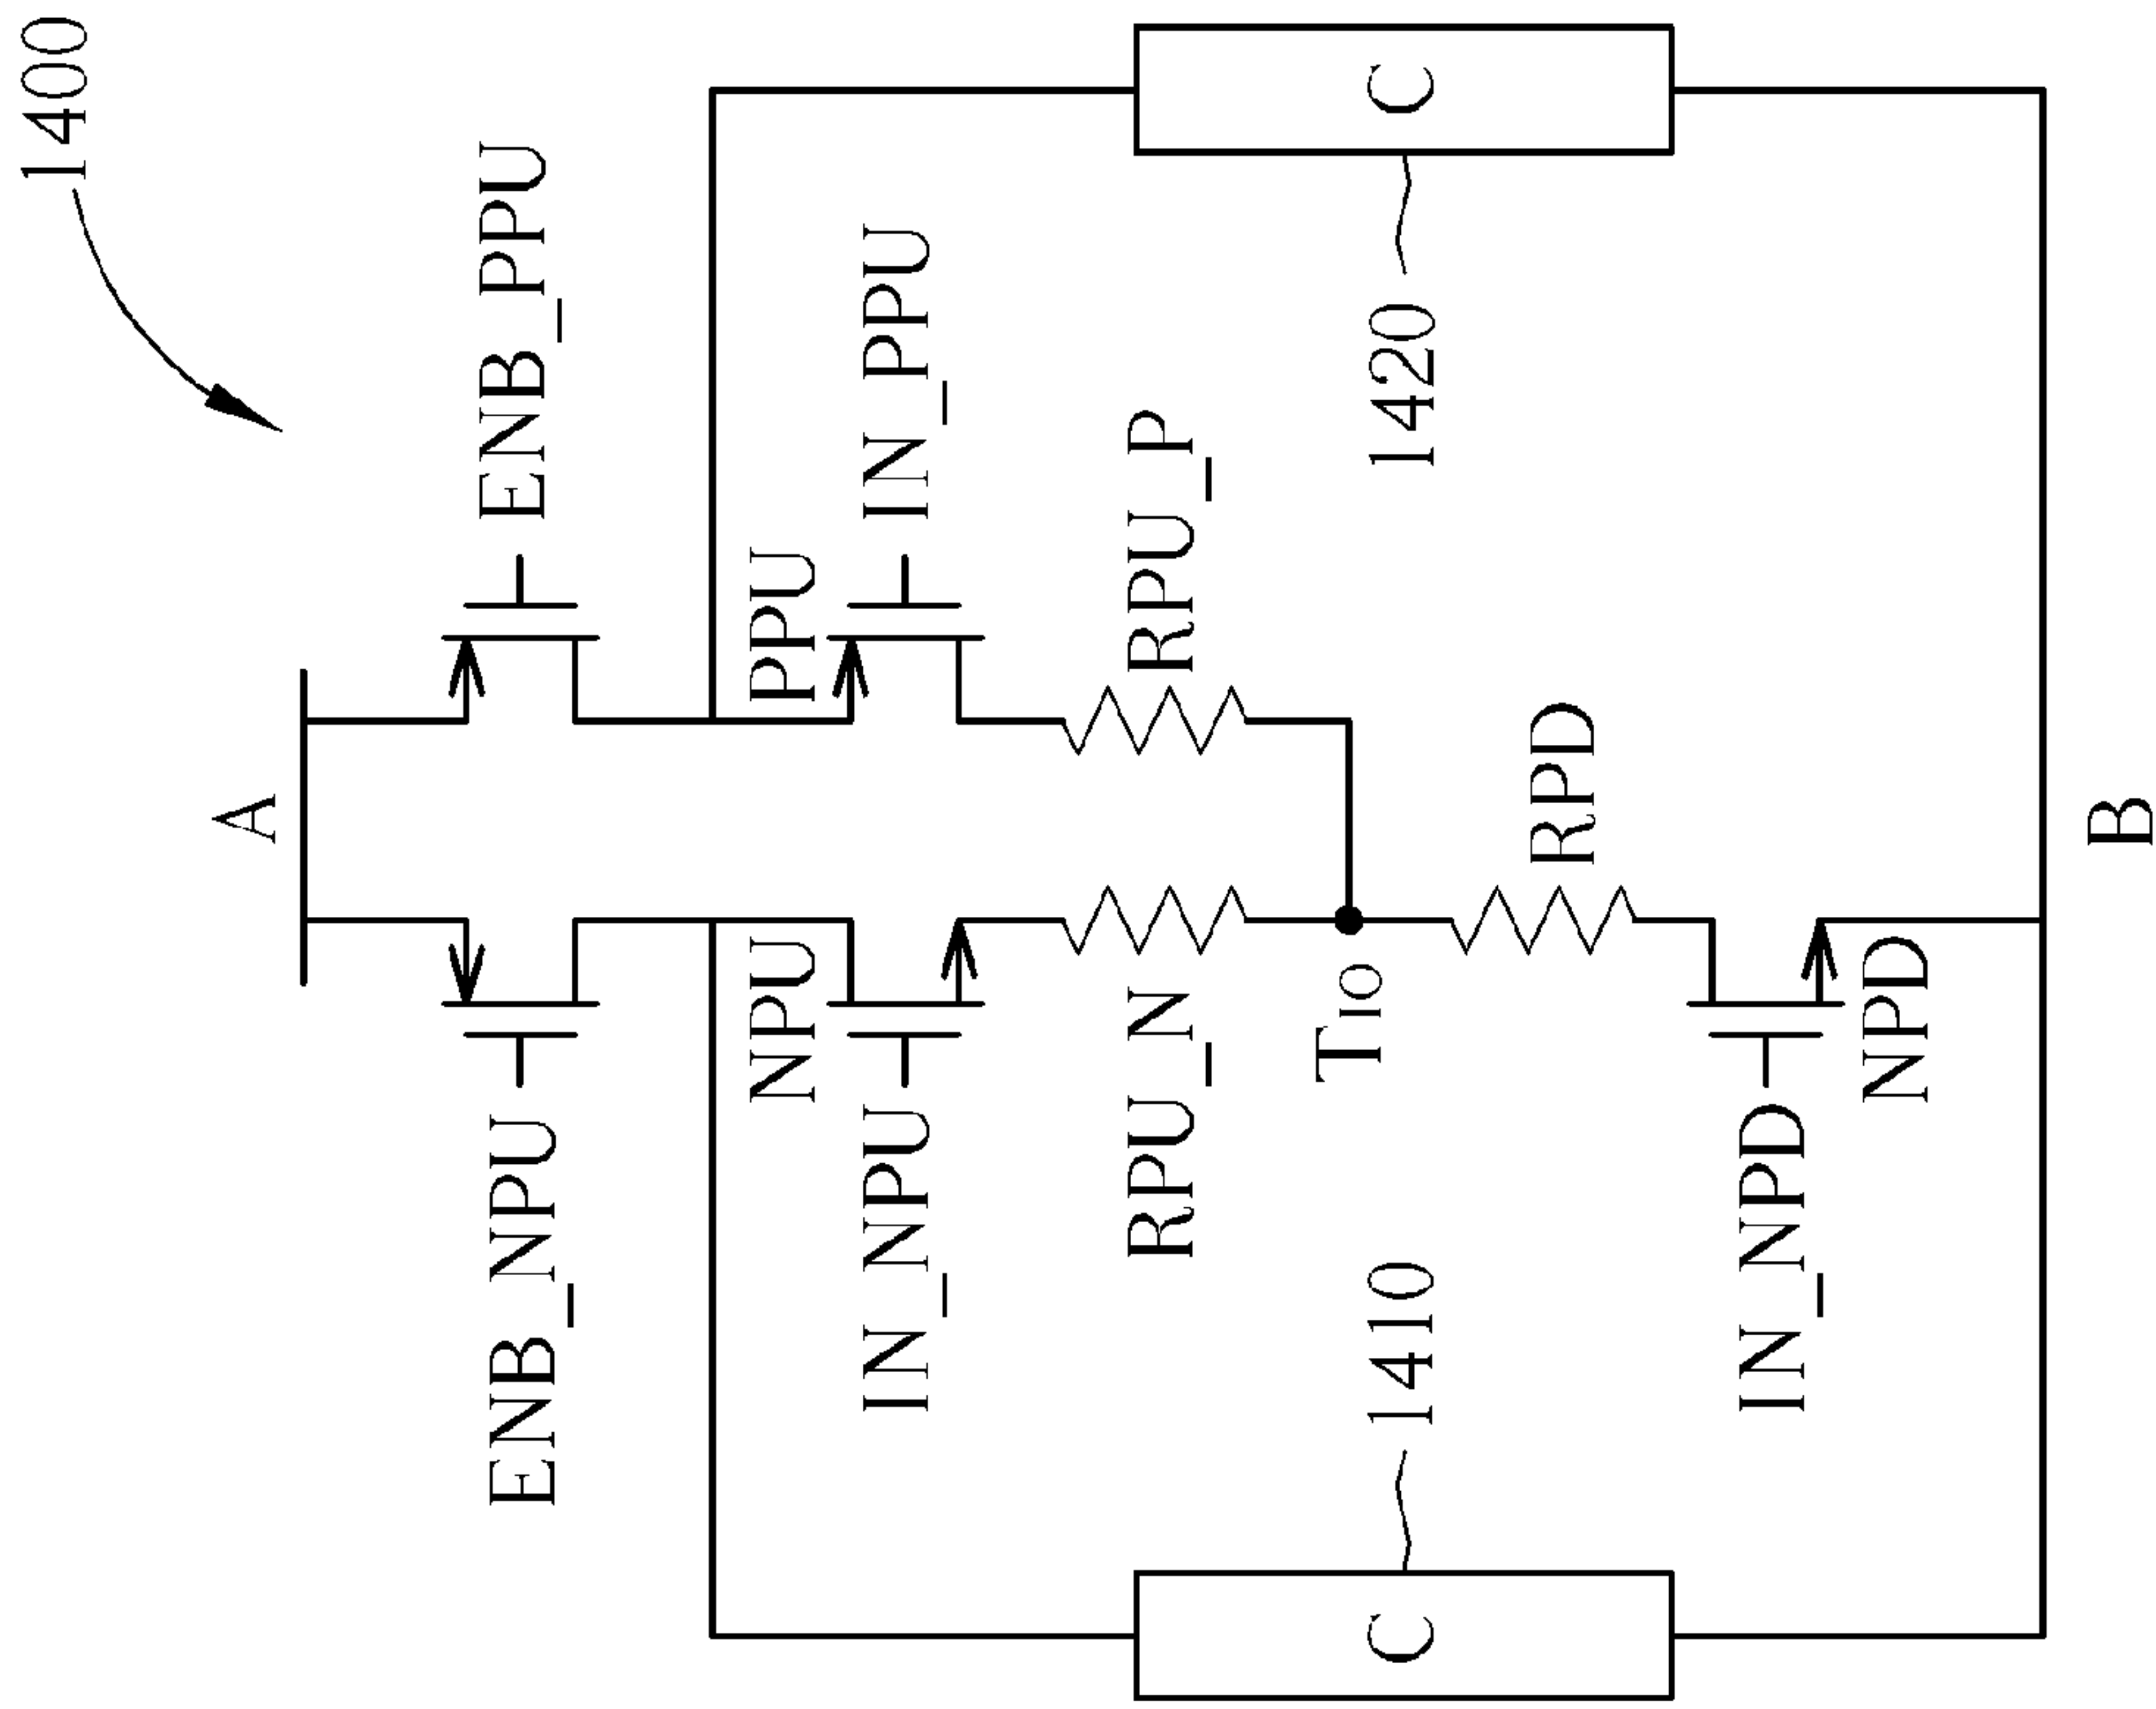 1400
A
ENB_NPU
ENB_PPU
NPU
PPU
IN_NPU
IN_PPU
RPU_N
RPU_P
TIO
C
1410
1420
C
RPD
IN_NPD
NPD
B